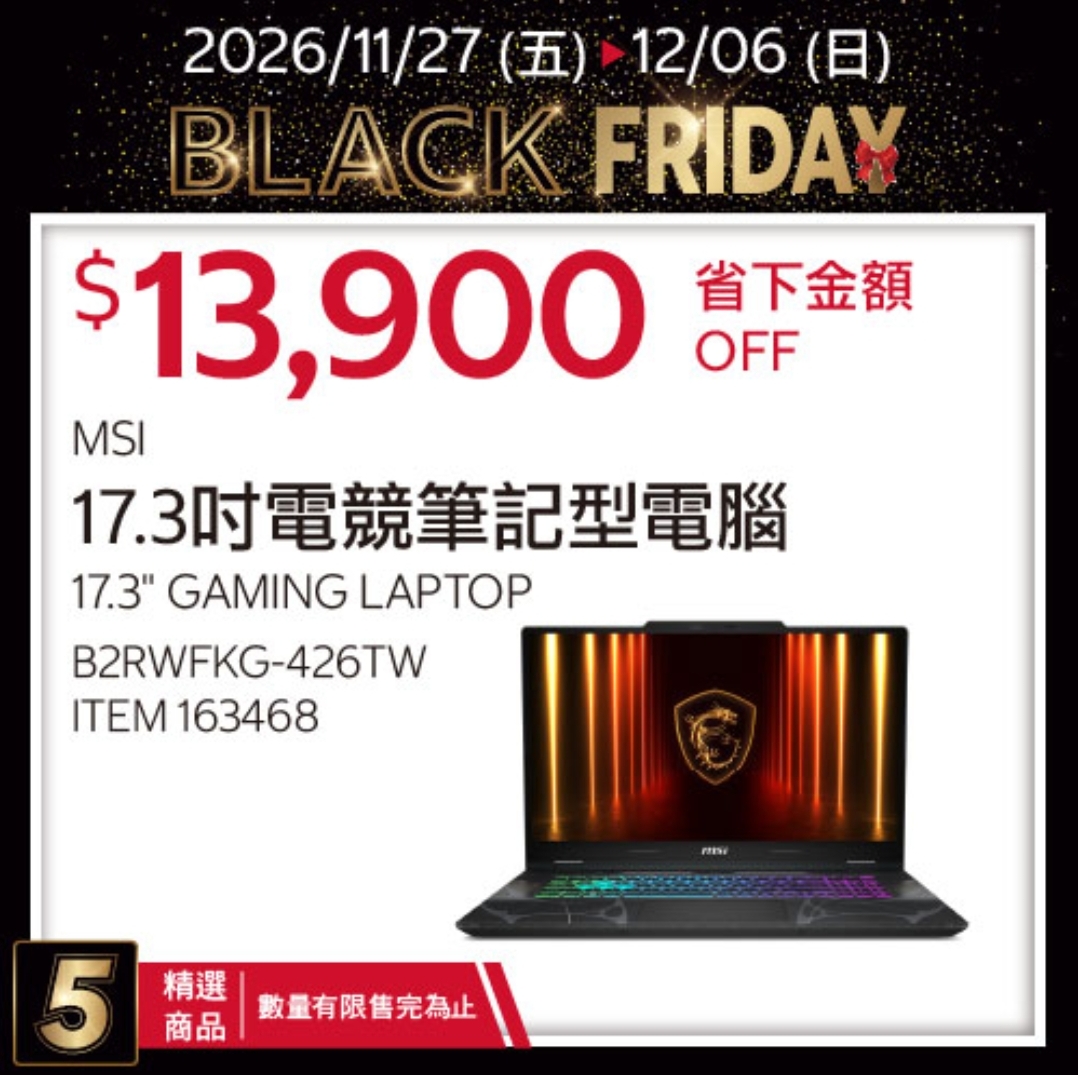 2026/11/27 (五)▶12/06 (日)
BLACK FRIDAY
$13,900
省下金額
OFF
MSI
17.3吋電競筆記型電腦
17.3" GAMING LAPTOP
B2RWFKG-426TW
ITEM 163468
msi
5
精選
商品
數量有限售完為止